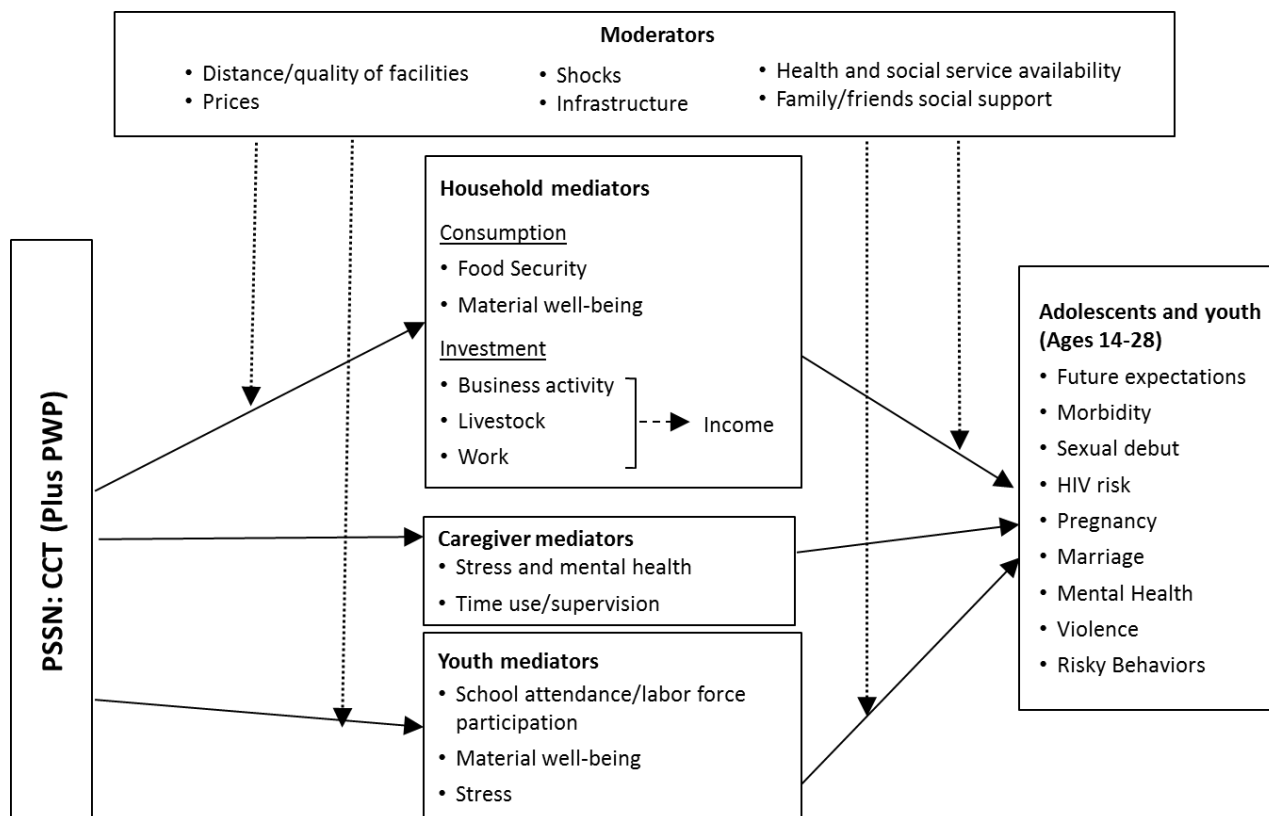 Moderators
• Distance/quality of facilities
• Prices
• Shocks
• Infrastructure
• Health and social service availability
• Family/friends social support
PSSN: CCT (Plus PWP)
Household mediators
Consumption
• Food Security
• Material well-being
Investment
• Business activity
• Livestock
• Work
Income
Caregiver mediators
• Stress and mental health
• Time use/supervision
Youth mediators
• School attendance/labor force
participation
• Material well-being
• Stress
Adolescents and youth
(Ages 14-28)
• Future expectations
• Morbidity
• Sexual debut
• HIV risk
• Pregnancy
• Marriage
• Mental Health
• Violence
• Risky Behaviors